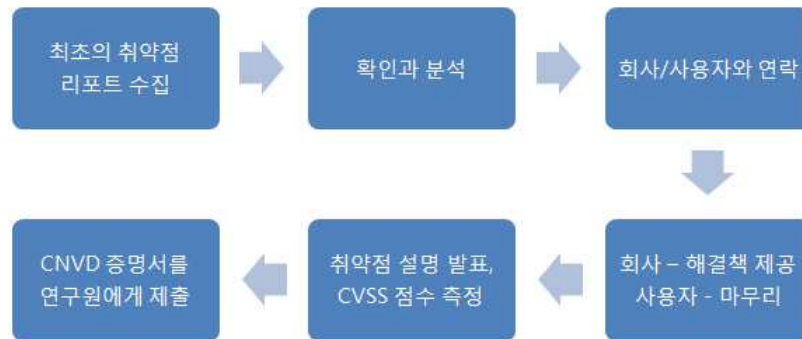 최초의 취약점
리포트 수집
확인과 분석
회사/사용자와 연락
회사 – 해결책 제공
사용자 - 마무리
취약점 설명 발표,
CVSS 점수 측정
CNVD 증명서를
연구원에게 제출